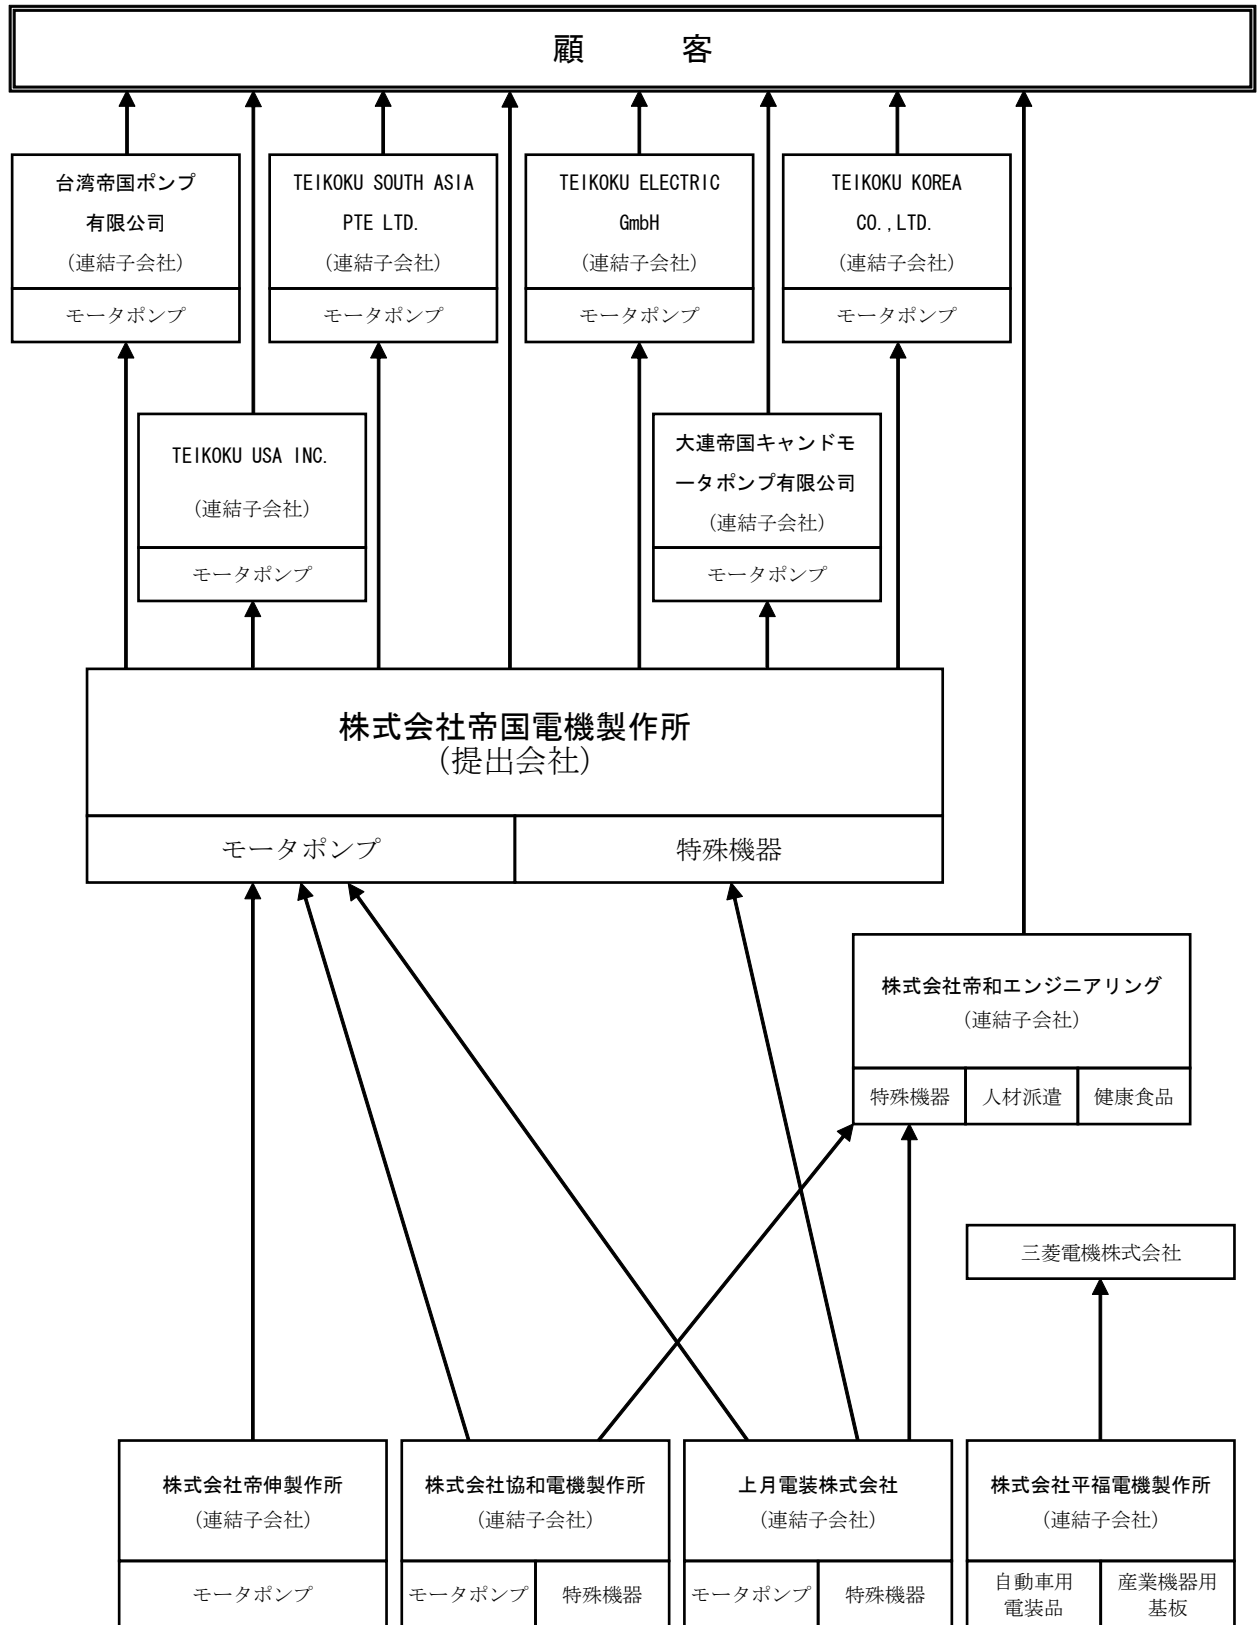 顧　客
台湾帝国ポンプ
有限公司
（連結子会社）
モータポンプ
TEIKOKU SOUTH ASIA
PTE LTD.
（連結子会社）
モータポンプ
TEIKOKU ELECTRIC
GmbH
（連結子会社）
モータポンプ
TEIKOKU KOREA
CO.,LTD.
（連結子会社）
モータポンプ
TEIKOKU USA INC.
（連結子会社）
モータポンプ
大連帝国キャンドモ
ータポンプ有限公司
（連結子会社）
モータポンプ
株式会社帝国電機製作所
（提出会社）
モータポンプ
特殊機器
株式会社帝和エンジニアリング
（連結子会社）
特殊機器
人材派遣
健康食品
三菱電機株式会社
株式会社帝伸製作所
（連結子会社）
モータポンプ
株式会社協和電機製作所
（連結子会社）
モータポンプ
特殊機器
上月電装株式会社
（連結子会社）
モータポンプ
特殊機器
株式会社平福電機製作所
（連結子会社）
自動車用
電装品
産業機器用
基板